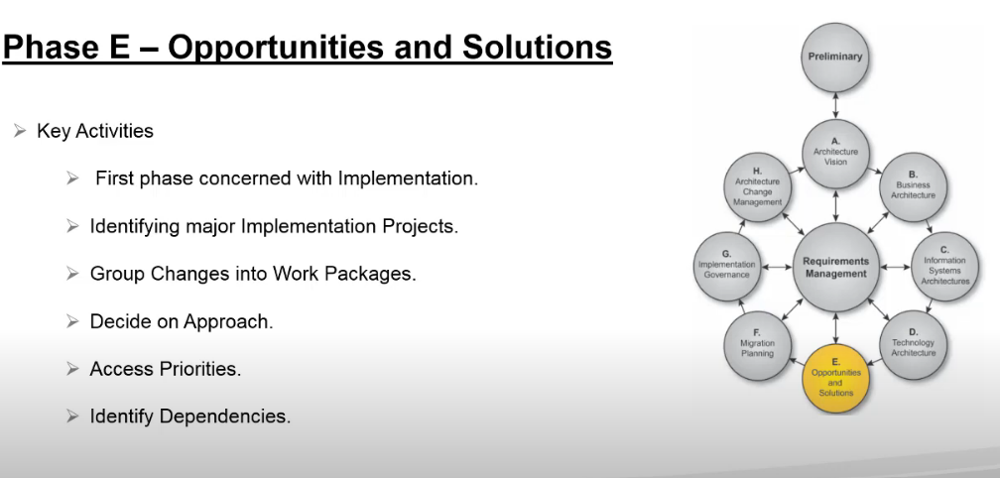 Phase E – Opportunities and Solutions
Key Activities
First phase concerned with Implementation.
Identifying major Implementation Projects.
Group Changes into Work Packages.
Decide on Approach.
Access Priorities.
Identify Dependencies.
Preliminary
A.
Architecture
Vision
B.
Business
Architecture
C.
Information
Systems
Architectures
D.
Technology
Architecture
E.
Opportunities
and
Solutions
F.
Migration
Planning
G.
Implementation
Governance
H.
Architecture
Change
Management
Requirements
Management